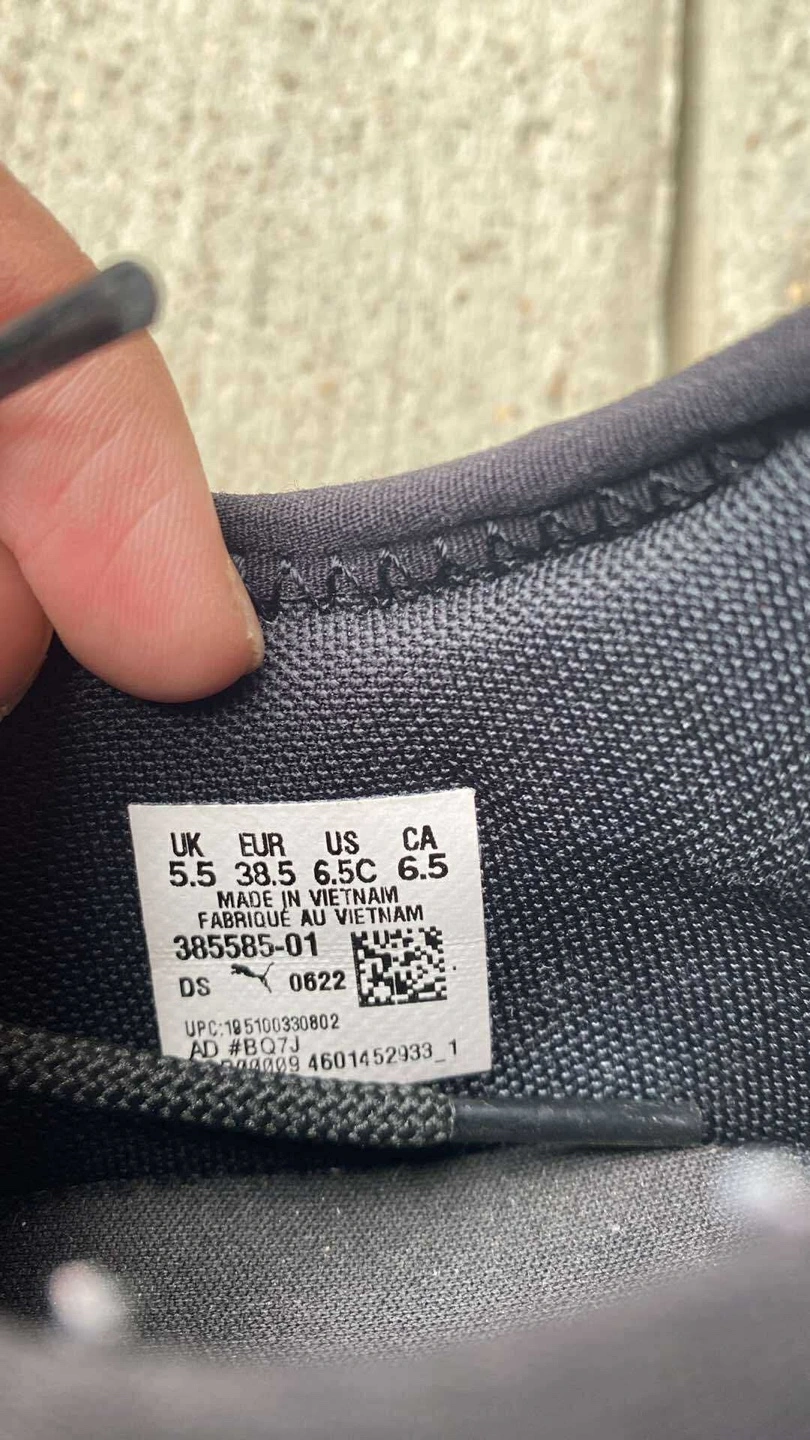 UK EUR US CA
5.5 38.5 6.5C 6.5
MADE IN VIETNAM
FABRIQUÉ AU VIETNAM
385585-01
DS 0622
UPC:195100330802
AD #BQ7J
4601452933_1